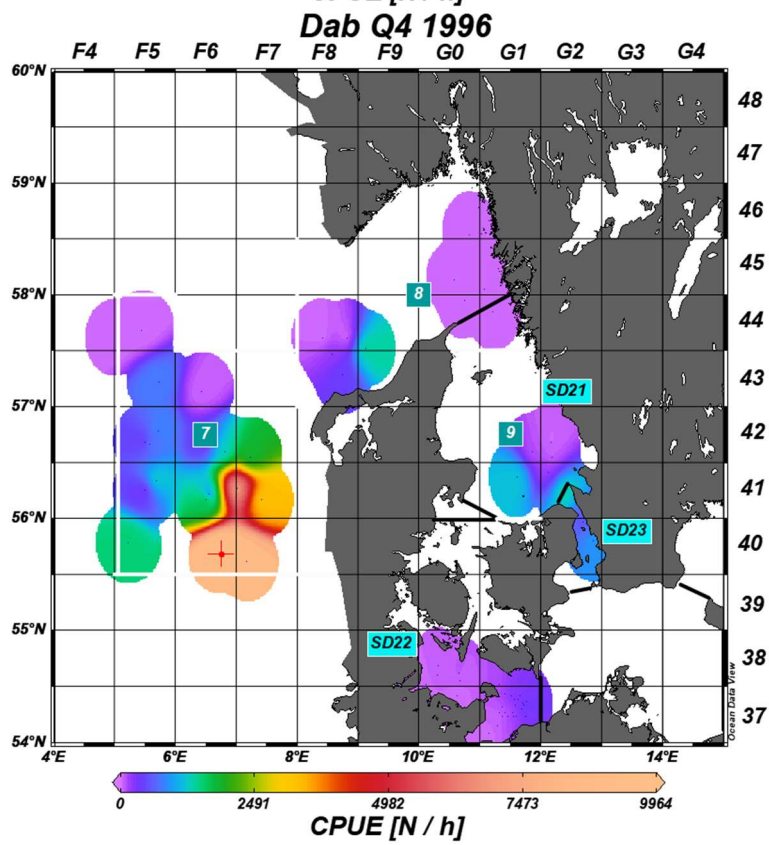 CPUE [N / h]
Dab Q4 1996
F4 F5 F6 F7 F8 F9 G0 G1 G2 G3 G4
60°N
48
47
59°N
46
45
8
58°N
44
43
SD21
57°N
7
9
42
41
56°N
SD23
40
39
55°N
SD22
38
37
54°N
Ocean Data View
4°E 6°E 8°E 10°E 12°E 14°E
0 2491 4982 7473 9964
CPUE [N / h]